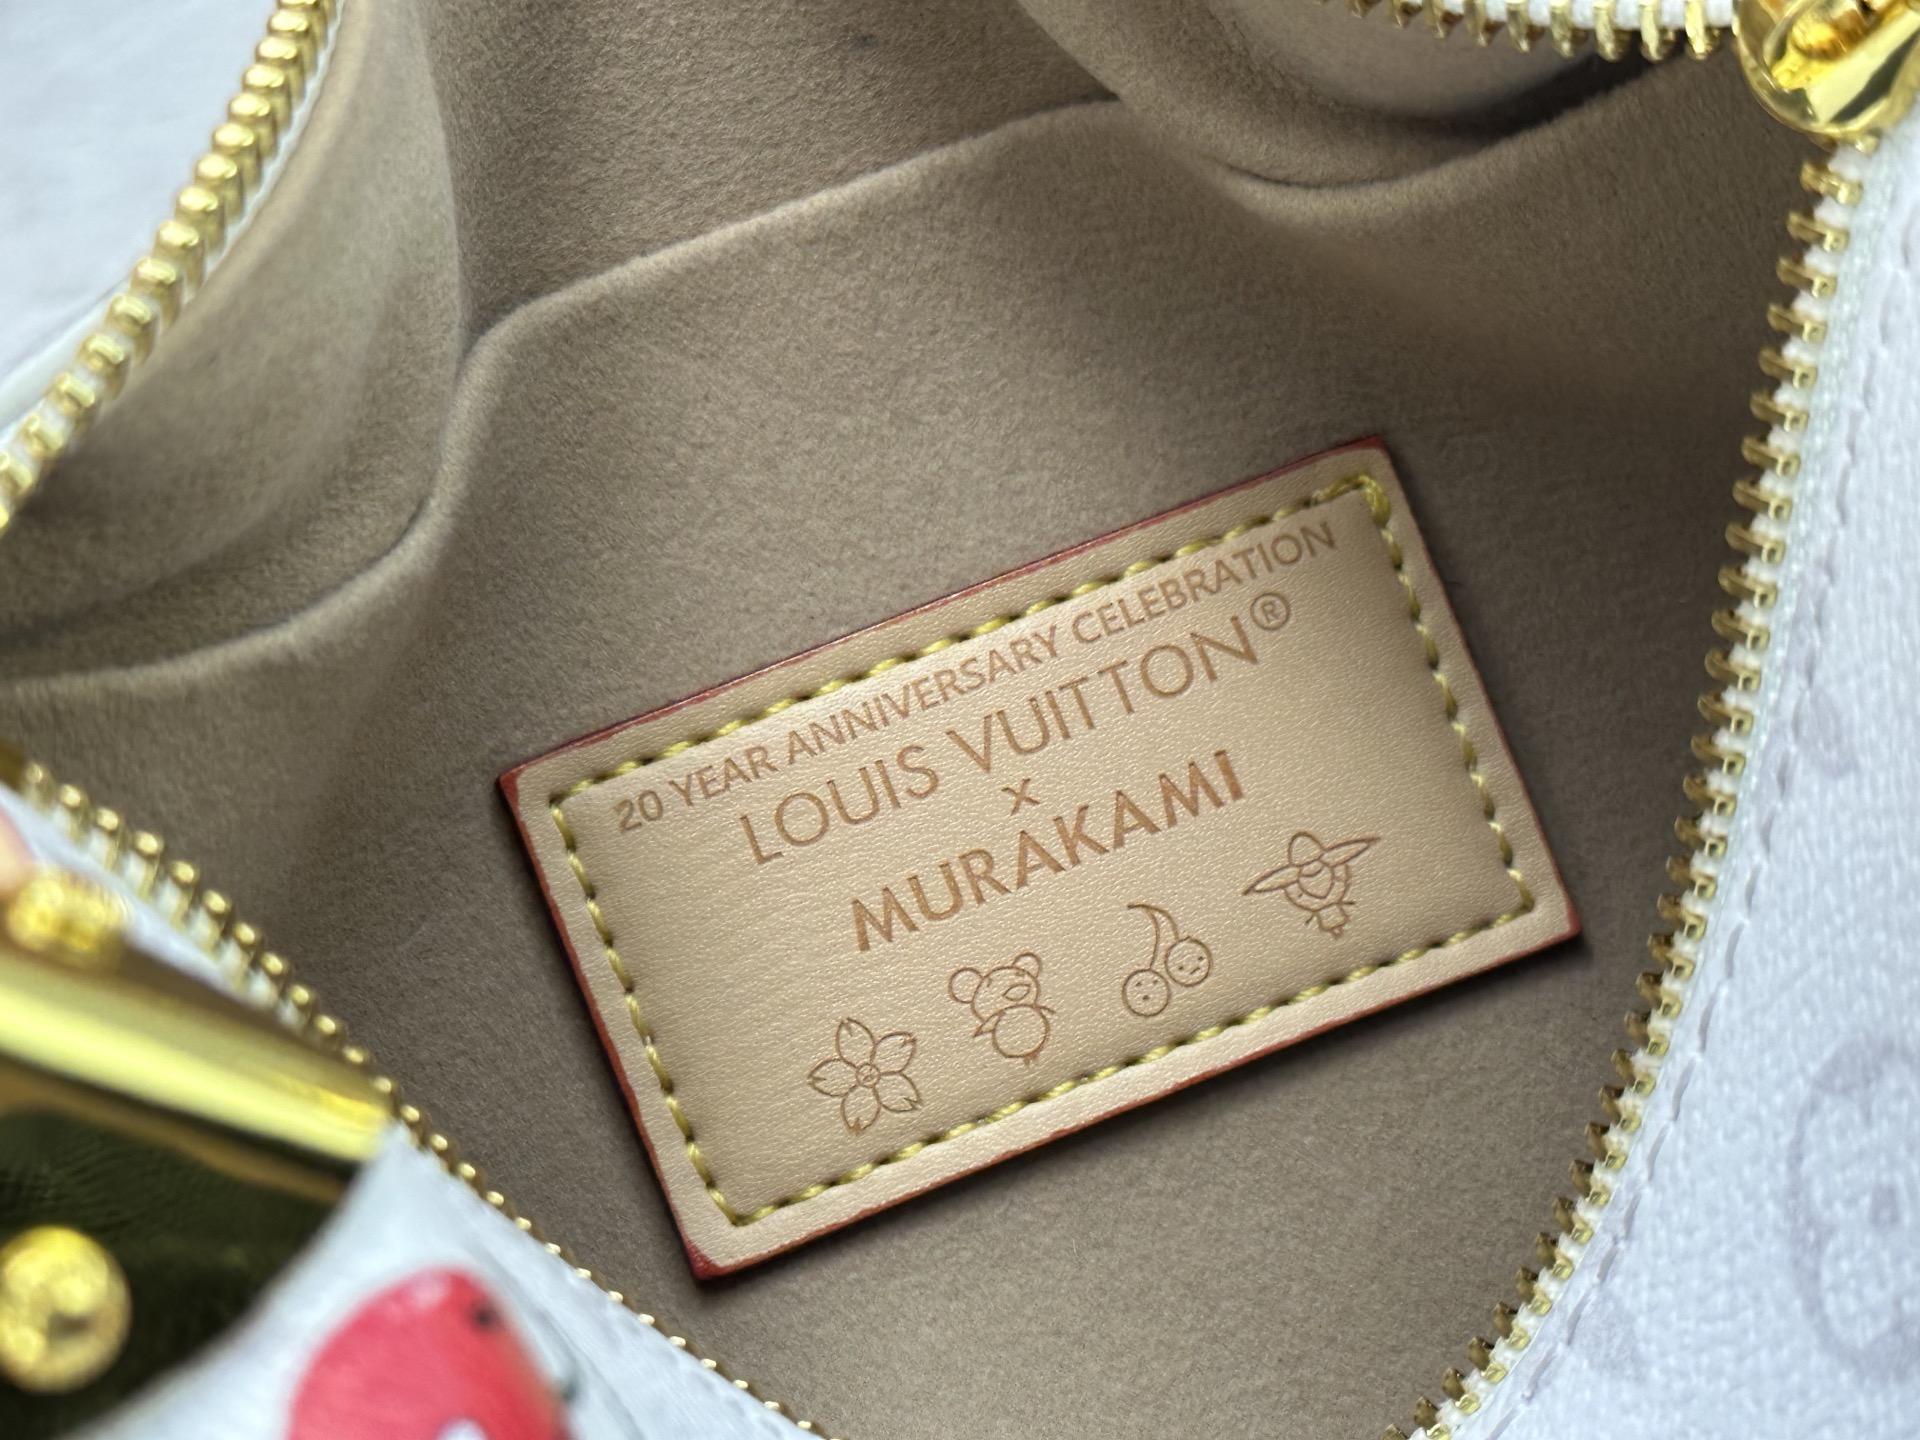 20 YEAR ANNIVERSARY CELEBRATION
LOUIS VUITTON®
x
MURAKAMI